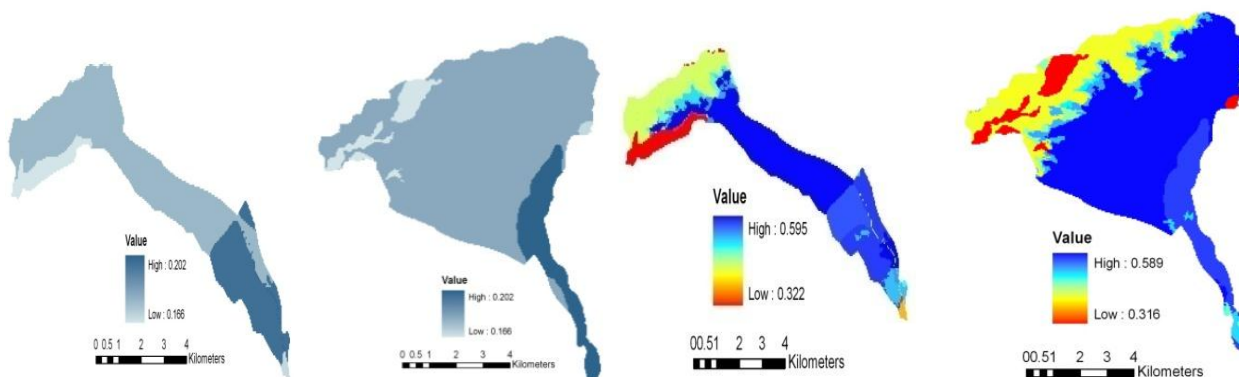 Value
High : 0.202
Low : 0.166
0 0.5 1 2 3 4
Kilometers
Value
High : 0.202
Low : 0.166
0 0.5 1 2 3 4
Kilometers
Value
High : 0.595
Low : 0.322
00.51 2 3 4
Kilometers
Value
High : 0.589
Low : 0.316
00.51 2 3 4
Kilometers